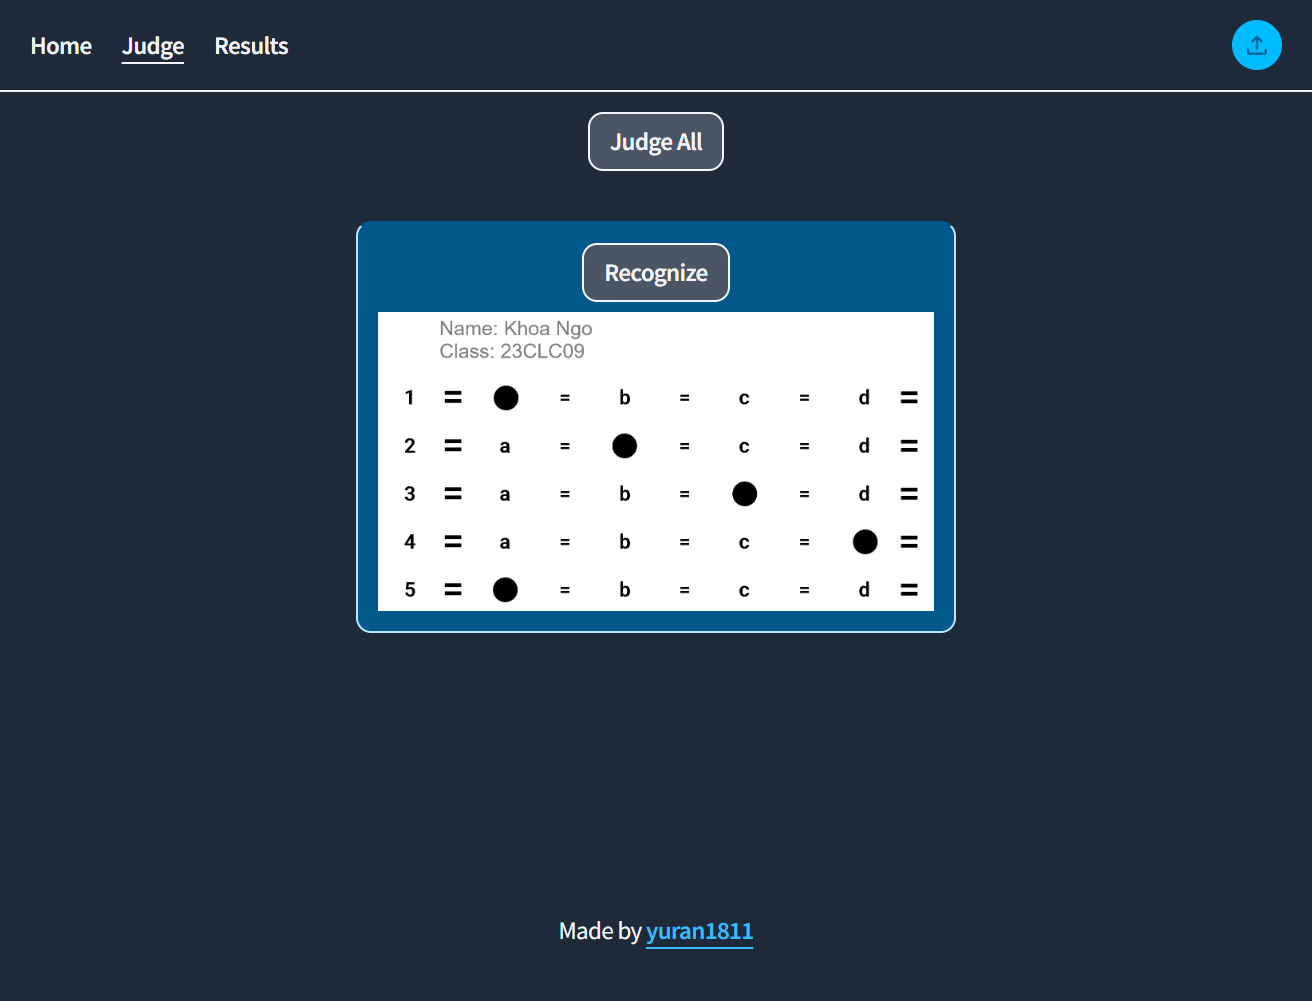 Home Judge Results
Judge All
Recognize
Name: Khoa Ngo
Class: 23CLC09
1 = ● = b = c = d =
2 = a = ● = c = d =
3 = a = b = ● = d =
4 = a = b = c = ● =
5 = ● = b = c = d =
Made by yuran1811